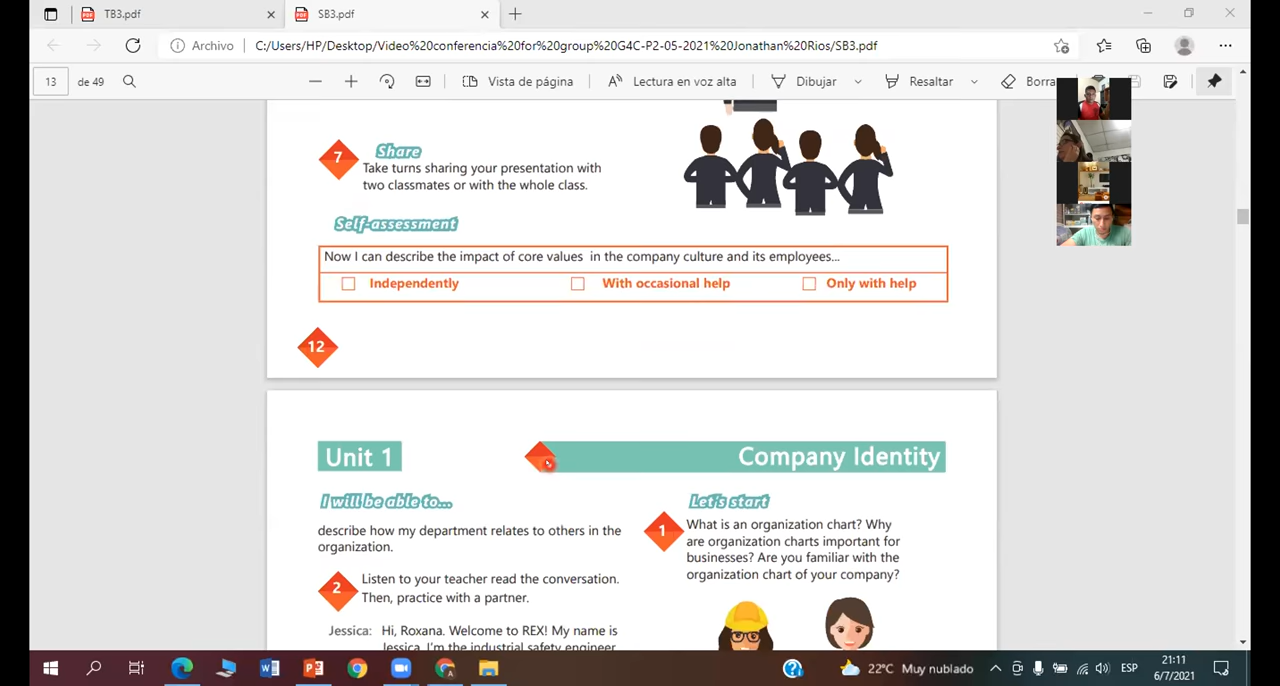 TB3.pdf
SB3.pdf
Archivo
C:/Users/HP/Desktop/Video%20conferencia%20for%20group%20G4C-P2-05-2021%20Jonathan%20Rios/SB3.pdf
13 de 49
Vista de página
Lectura en voz alta
Dibujar
Resaltar
Borra
7
Share
Take turns sharing your presentation with
two classmates or with the whole class.
Self-assessment
Now I can describe the impact of core values in the company culture and its employees...
Independently
With occasional help
Only with help
12
Unit 1
Company Identity
I will be able to...
describe how my department relates to others in the
organization.
2
Listen to your teacher read the conversation.
Then, practice with a partner.
Jessica: Hi, Roxana. Welcome to REX! My name is
Jessica. I'm the industrial safety engineer
Let's start
1
What is an organization chart? Why
are organization charts important for
businesses? Are you familiar with the
organization chart of your company?
22°C Muy nublado
ESP
21:11
6/7/2021